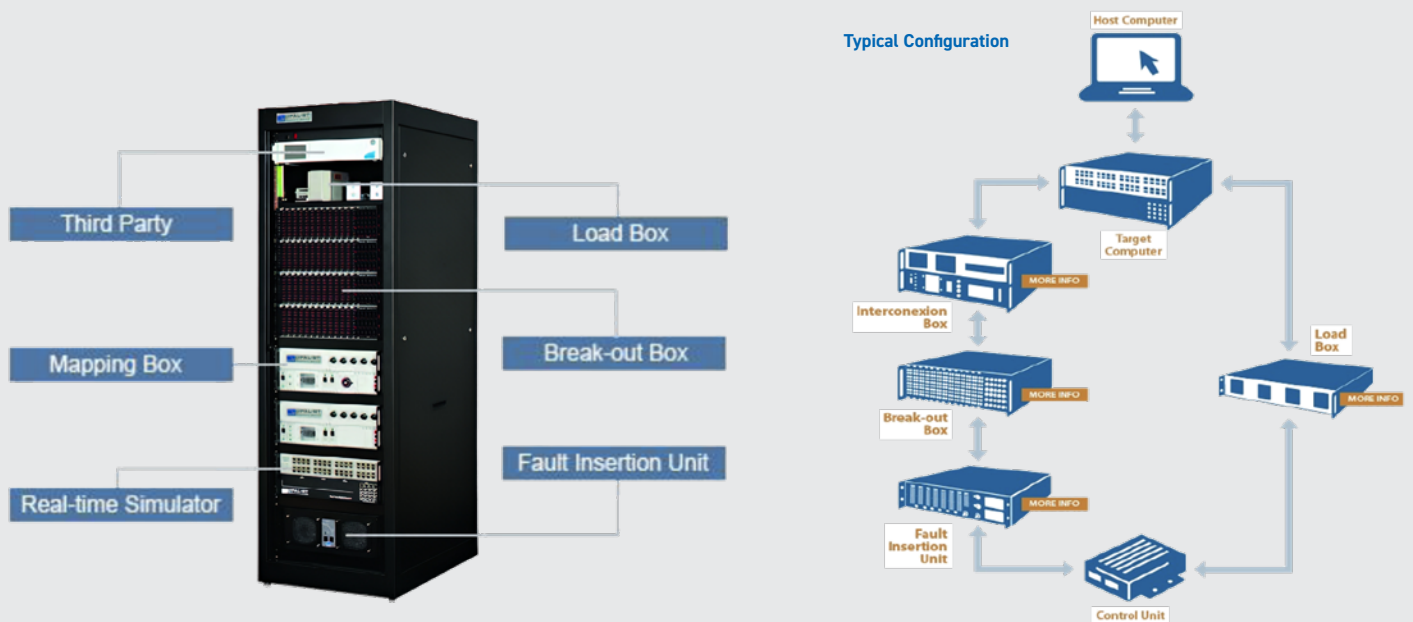 Third Party
Mapping Box
Real-time Simulator
Load Box
Break-out Box
Fault Insertion Unit
Typical Configuration
Host Computer
Target
Computer
MORE INFO
Interconexion
Box
MORE INFO
Break-out
Box
MORE INFO
Fault
Insertion
Unit
Load
Box
MORE INFO
Control Unit